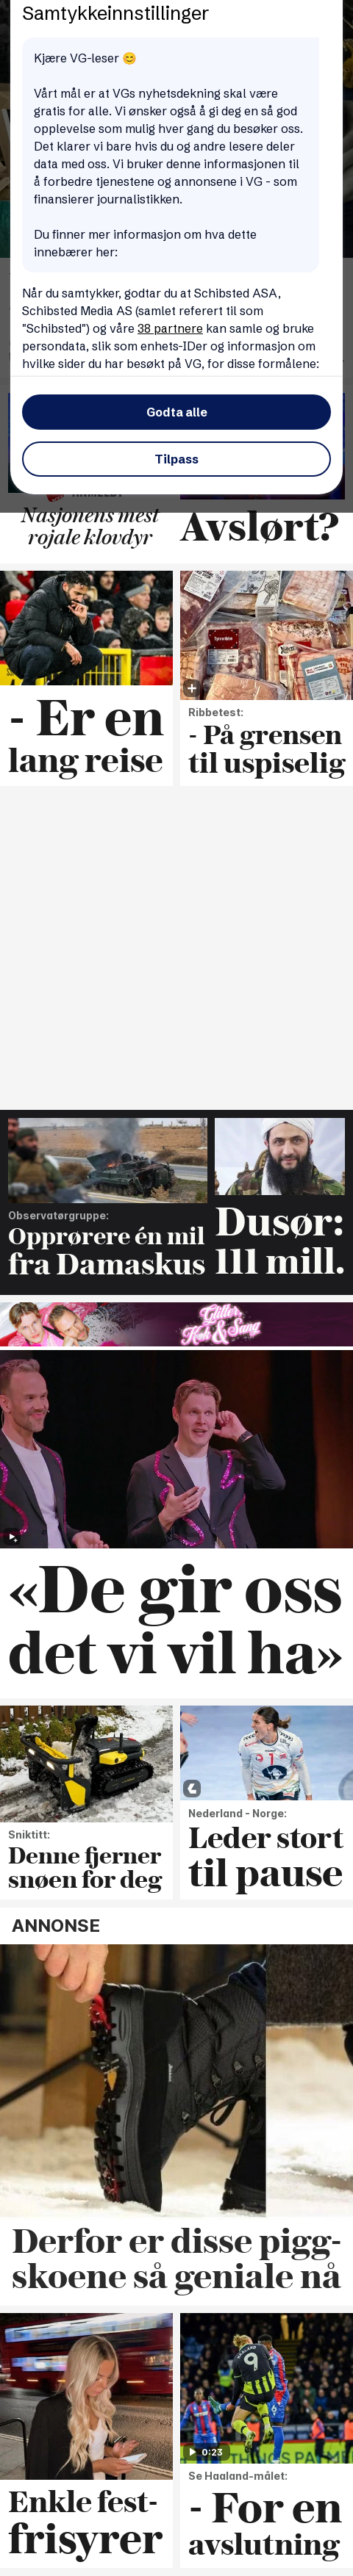 Samtykkeinnstillinger
Kjære VG-leser 😊
Vårt mål er at VGs nyhetsdekning skal være
gratis for alle. Vi ønsker også å gi deg en så god
opplevelse som mulig hver gang du besøker oss.
Det klarer vi bare hvis du og andre lesere deler
data med oss. Vi bruker denne informasjonen til
å forbedre tjenestene og annonsene i VG - som
finansierer journalistikken.
Du finner mer informasjon om hva dette
innebærer her:
Når du samtykker, godtar du at Schibsted ASA,
Schibsted Media AS (samlet referert til som
"Schibsted") og våre 38 partnere kan samle og bruke
persondata, slik som enhets-IDer og informasjon om
hvilke sider du har besøkt på VG, for disse formålene:
Godta alle
Tilpass
Nasjonens mest
rojale klovdyr
Avslørt?
- Er en
lang reise
Ribbetest:
- På grensen
til uspiselig
Observatørgruppe:
Opprørere én mil
fra Damaskus
Dusør:
111 mill.
Glitter,
Kok & Sang
«De gir oss
det vi vil ha»
Sniktitt:
Denne fjerner
snøen for deg
Nederland - Norge:
Leder stort
til pause
ANNONSE
Derfor er disse pigg-
skoene så geniale nå
Enkle fest-
frisyrer
9
0:23
Se Haaland-målet:
- For en
avslutning